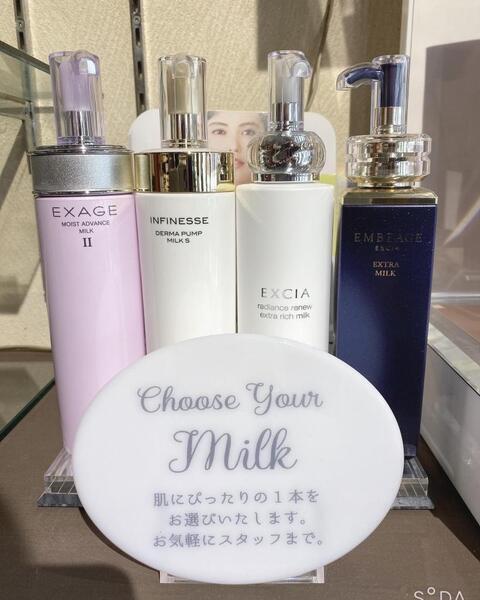 EXAGE
MOIST ADVANCE
MILK
II
INFINESSE
DERMA PUMP
MILK S
EXCIA
radiance renew
extra rich milk
EMBEAGE
EXCIA
EXTRA
MILK
Choose Your
Milk
肌にぴったりの１本を
お選びいたします。
お気軽にスタッフまで。
S°DA